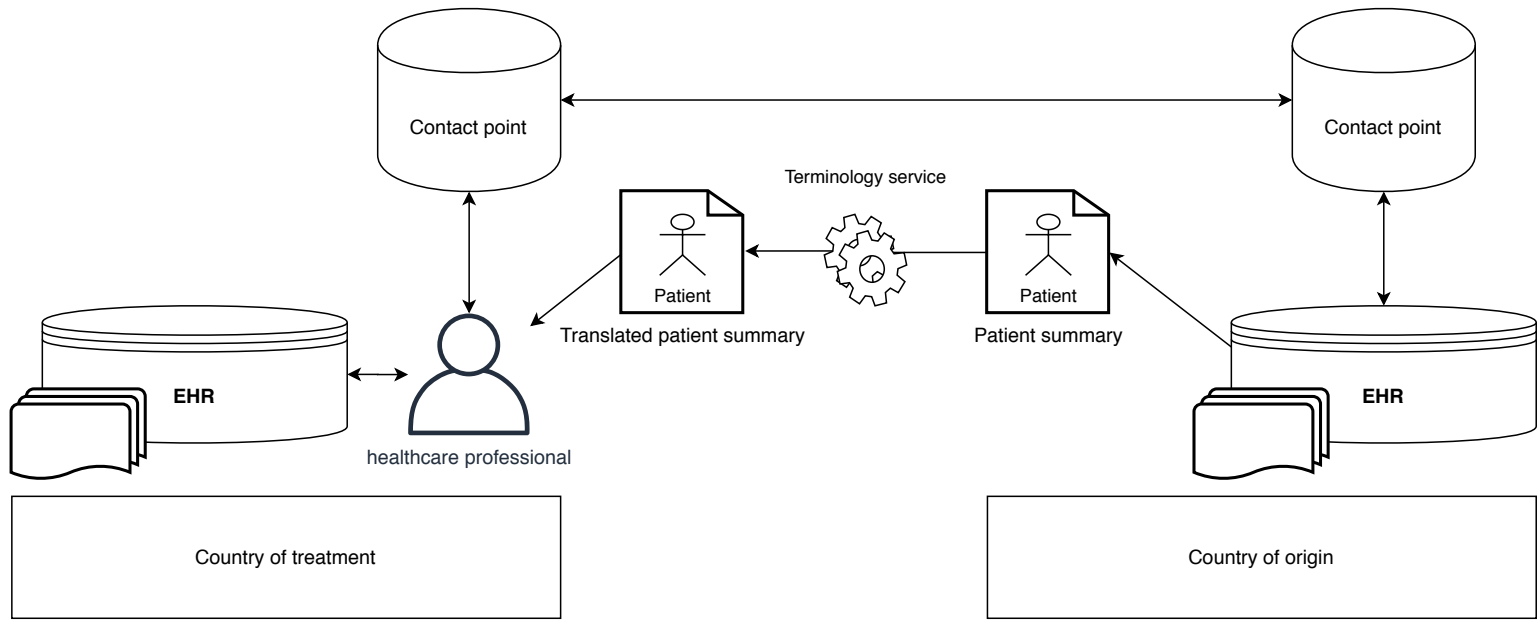 Contact point
Contact point
Terminology service
Patient
Patient
Translated patient summary
Patient summary
EHR
EHR
healthcare professional
Country of treatment
Country of origin